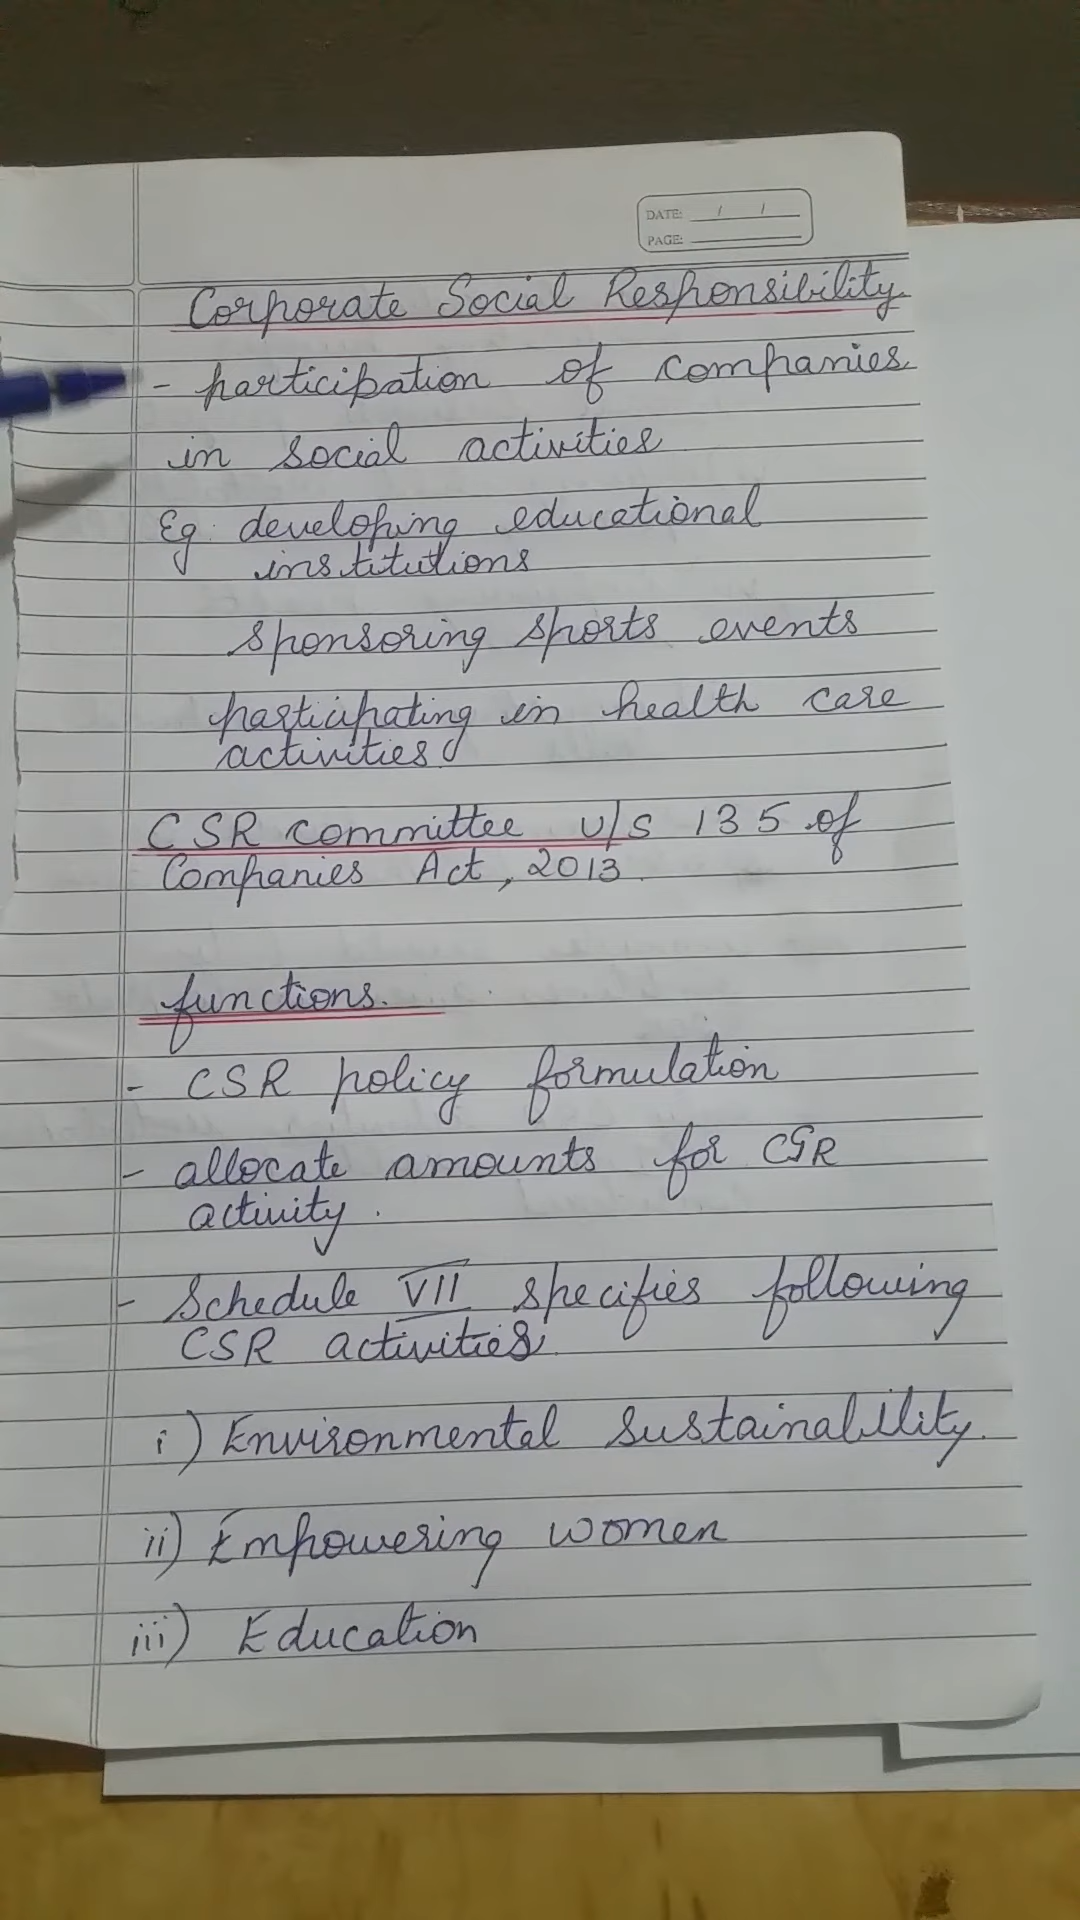 DATE: / /
PAGE:
Corporate Social Responsibility
- participation of companies
in social activities
Eg. developing educational
institutions
sponsoring sports events
participating in health care
activities
CSR committee u/s 135 of
Companies Act, 2013.
functions.
- CSR policy formulation
- allocate amounts for CSR
activity.
- Schedule VII specifies following
CSR activities.
i) Environmental Sustainability.
ii) Empowering women
iii) Education